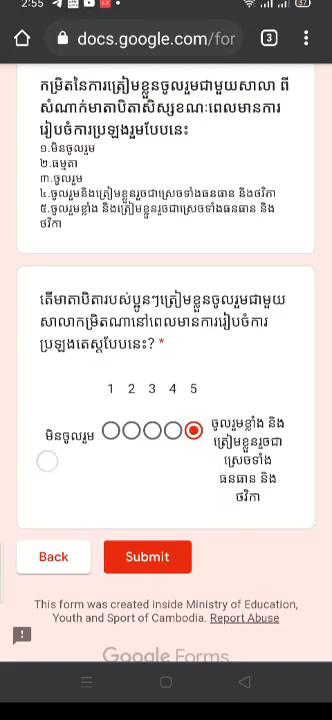 2:55
docs.google.com/for
3
កម្រិតនៃការត្រៀមខ្លួនចូលរួមជាមួយសាលា ពី
សំណាក់មាតាបិតាសិស្សខណៈពេលមានការ
រៀបចំការប្រឡងរួមបែបនេះ
១.មិនចូលរួម
២.ធម្មតា
៣.ចូលរួម
៤.ចូលរួមនិងត្រៀមខ្លួនរួចជាស្រេចទាំងធនធាន និងថវិកា
៥.ចូលរួមខ្លាំង និងត្រៀមខ្លួនរួចជាស្រេចទាំងធនធាន និង
ថវិកា
តើមាតាបិតារបស់ប្អូនៗត្រៀមខ្លួនចូលរួមជាមួយ
សាលាកម្រិតណានៅពេលមានការរៀបចំការ
ប្រឡងតេស្តបែបនេះ? *
1 2 3 4 5
មិនចូលរួម
ចូលរួមខ្លាំង និង
ត្រៀមខ្លួនរួចជា
ស្រេចទាំង
ធនធាន និង
ថវិកា
Back
Submit
This form was created inside Ministry of Education,
Youth and Sport of Cambodia. Report Abuse
Google Forms